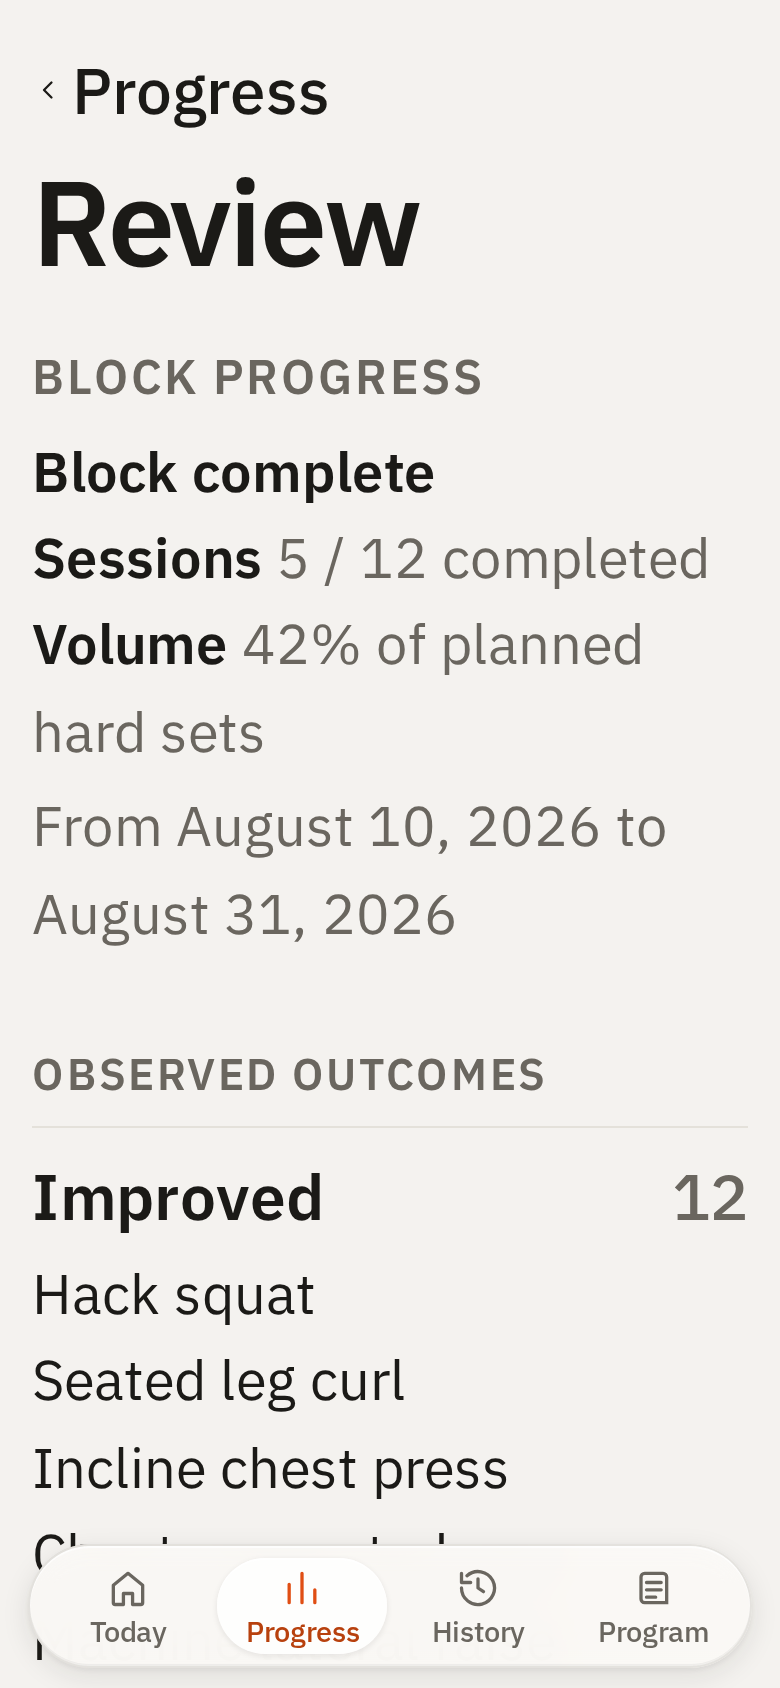 Progress
Review
BLOCK PROGRESS
Block complete
Sessions 5 / 12 completed
Volume 42% of planned
hard sets
From August 10, 2026 to
August 31, 2026
OBSERVED OUTCOMES
Improved 12
Hack squat
Seated leg curl
Incline chest press
Today Progress History Program